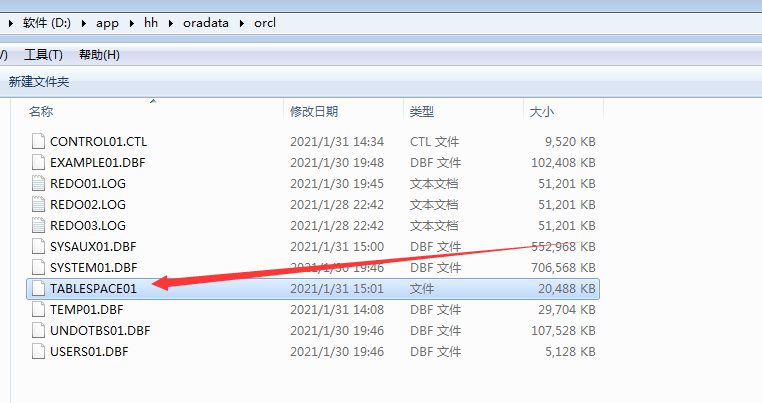 软件 (D:) ▸ app ▸ hh ▸ oradata ▸ orcl
V) 工具(T) 帮助(H)
新建文件夹
名称 修改日期 类型 大小
CONTROL01.CTL 2021/1/31 14:34 CTL 文件 9,520 KB
EXAMPLE01.DBF 2021/1/30 19:48 DBF 文件 102,408 KB
REDO01.LOG 2021/1/30 19:45 文本文档 51,201 KB
REDO02.LOG 2021/1/28 22:42 文本文档 51,201 KB
REDO03.LOG 2021/1/28 22:42 文本文档 51,201 KB
SYSAUX01.DBF 2021/1/31 15:00 DBF 文件 552,968 KB
SYSTEM01.DBF 2021/1/30 19:46 DBF 文件 706,568 KB
TABLESPACE01 2021/1/31 15:01 文件 20,488 KB
TEMP01.DBF 2021/1/31 14:08 DBF 文件 29,704 KB
UNDOTBS01.DBF 2021/1/30 19:46 DBF 文件 107,528 KB
USERS01.DBF 2021/1/30 19:46 DBF 文件 5,128 KB